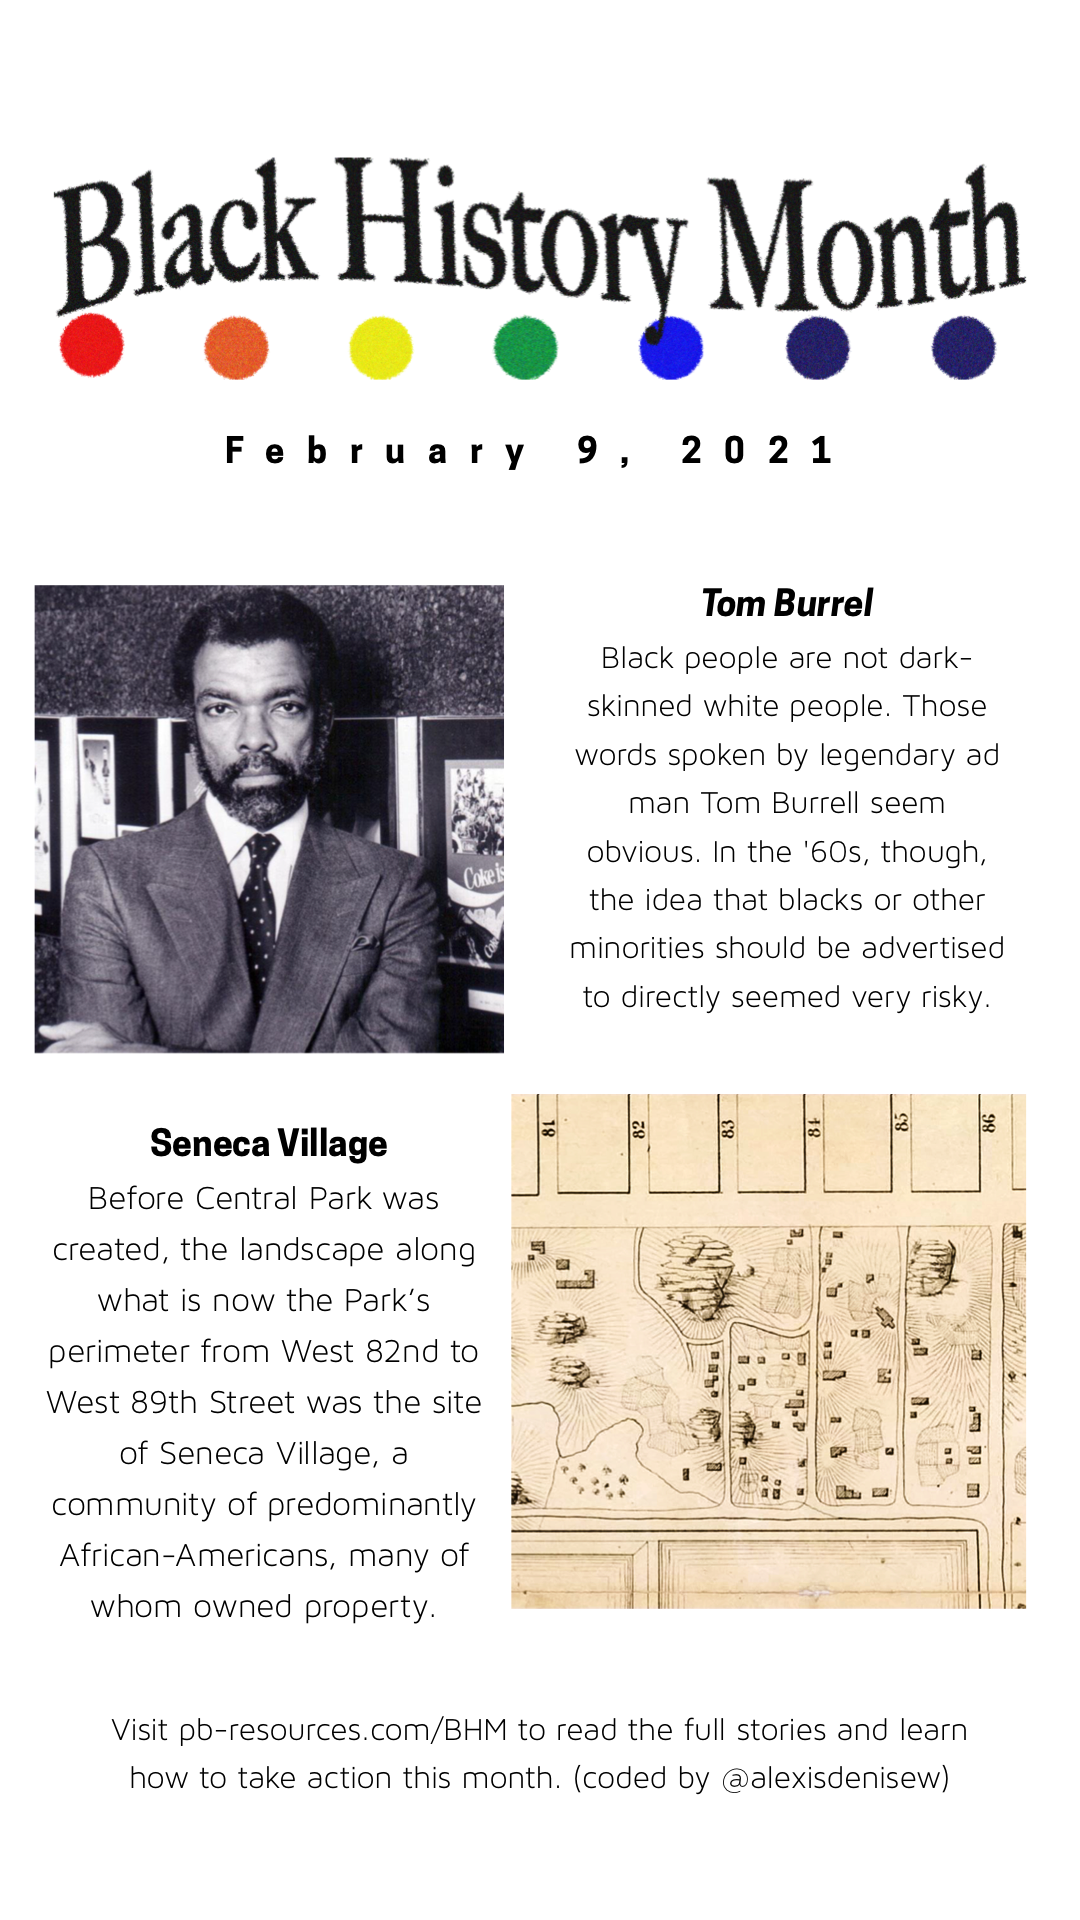 Black History Month
February 9, 2021
Tom Burrel
Black people are not dark-
skinned white people. Those
words spoken by legendary ad
man Tom Burrell seem
obvious. In the '60s, though,
the idea that blacks or other
minorities should be advertised
to directly seemed very risky.
Coke is
Seneca Village
Before Central Park was
created, the landscape along
what is now the Park’s
perimeter from West 82nd to
West 89th Street was the site
of Seneca Village, a
community of predominantly
African-Americans, many of
whom owned property.
81 82 83 84 85 86
Visit pb-resources.com/BHM to read the full stories and learn
how to take action this month. (coded by @alexisdenisew)